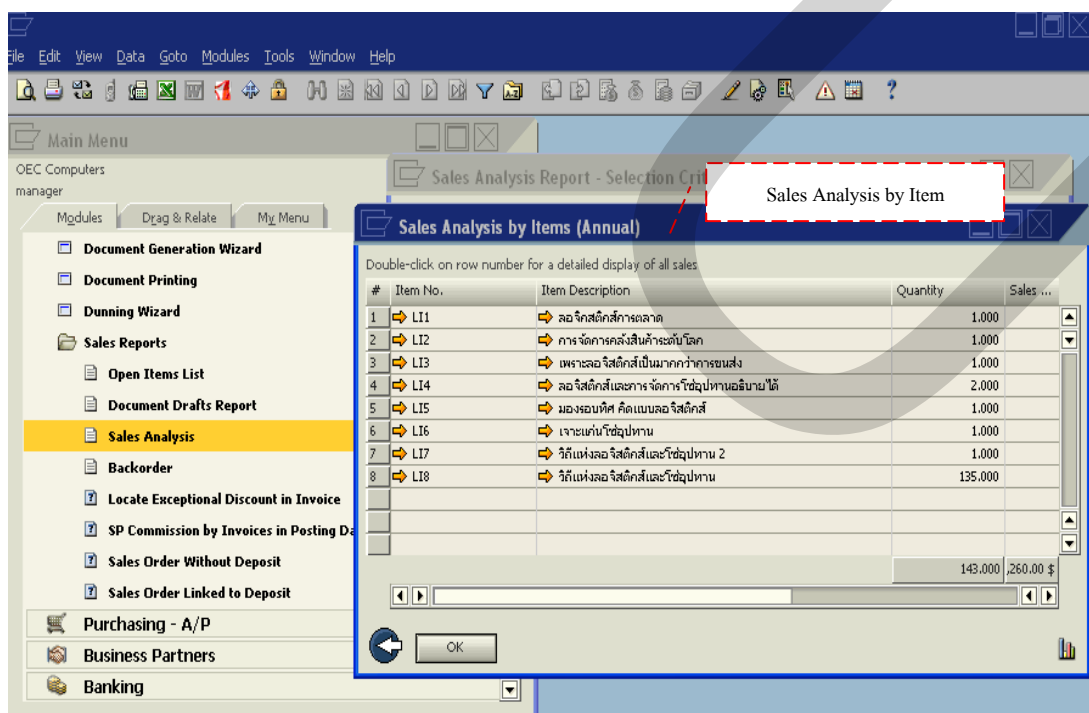 File Edit View Data Goto Modules Tools Window Help
Main Menu
OEC Computers
manager
Modules Drag & Relate My Menu
Document Generation Wizard
Document Printing
Dunning Wizard
Sales Reports
Open Items List
Document Drafts Report
Sales Analysis
Backorder
Locate Exceptional Discount in Invoice
SP Commission by Invoices in Posting Da
Sales Order Without Deposit
Sales Order Linked to Deposit
Purchasing - A/P
Business Partners
Banking
Sales Analysis Report - Selection Crit
Sales Analysis by Item
Sales Analysis by Items (Annual)
Double-click on row number for a detailed display of all sales
# Item No. Item Description Quantity Sales ...
1 LI1 ลอจิกสติกส์การตลาด 1.000
2 LI2 การจัดการคลังสินค้าระดับโลก 1.000
3 LI3 เพราะลอจิสติกส์เป็นมากกว่าการขนส่ง 1.000
4 LI4 ลอจิสติกส์และการจัดการโซ่อุปทานอธิบายได้ 2.000
5 LI5 มองรอบทิศ คิดแบบลอจิสติกส์ 1.000
6 LI6 เจาะแก่นโซ่อุปทาน 1.000
7 LI7 วิถีแห่งลอจิสติกส์และโซ่อุปทาน 2 1.000
8 LI8 วิถีแห่งลอจิสติกส์และโซ่อุปทาน 135.000
143.000 ,260.00 $
OK